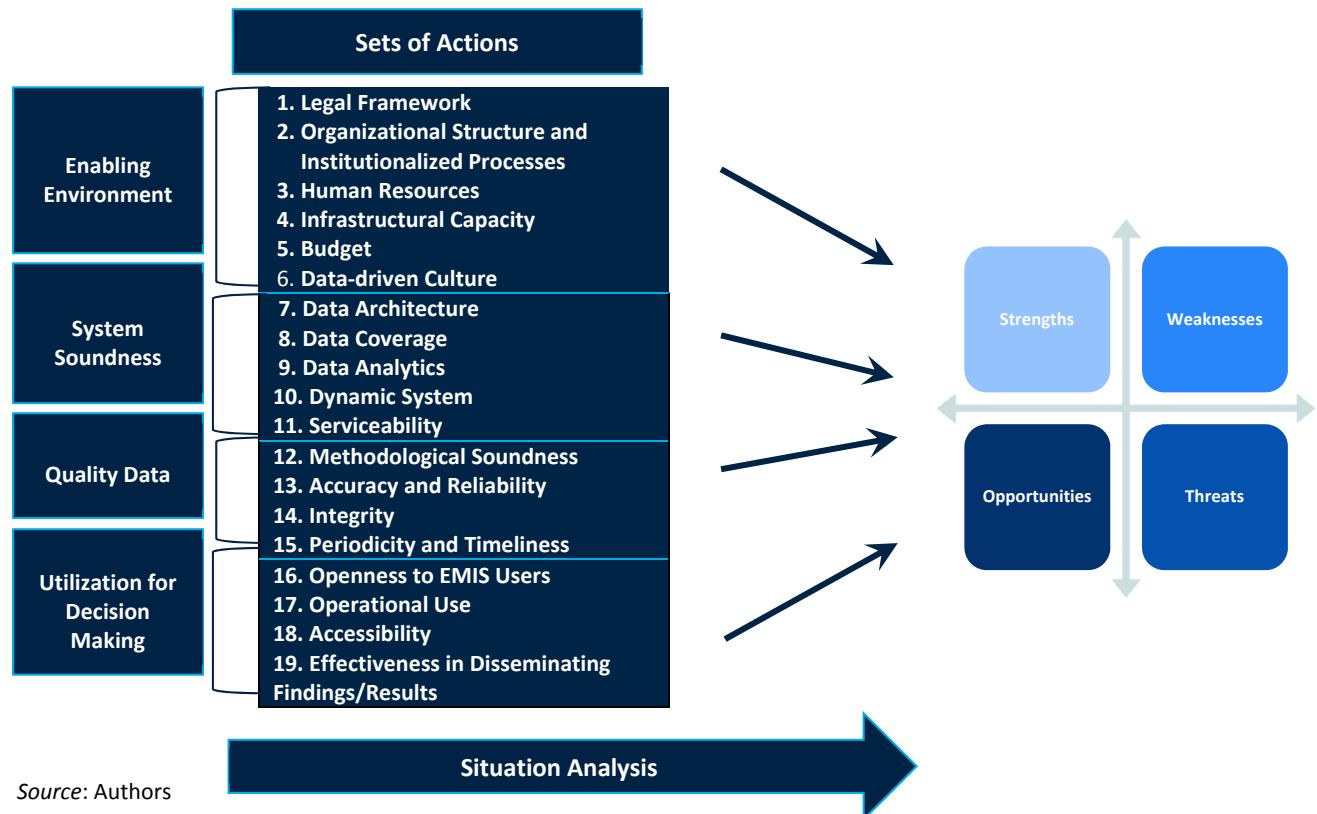 Sets of Actions
Enabling
Environment
1. Legal Framework
2. Organizational Structure and
Institutionalized Processes
3. Human Resources
4. Infrastructural Capacity
5. Budget
6. Data-driven Culture
System
Soundness
7. Data Architecture
8. Data Coverage
9. Data Analytics
10. Dynamic System
11. Serviceability
Quality Data
12. Methodological Soundness
13. Accuracy and Reliability
14. Integrity
15. Periodicity and Timeliness
Utilization for
Decision
Making
16. Openness to EMIS Users
17. Operational Use
18. Accessibility
19. Effectiveness in Disseminating
Findings/Results
Strengths
Weaknesses
Opportunities
Threats
Situation Analysis
Source: Authors